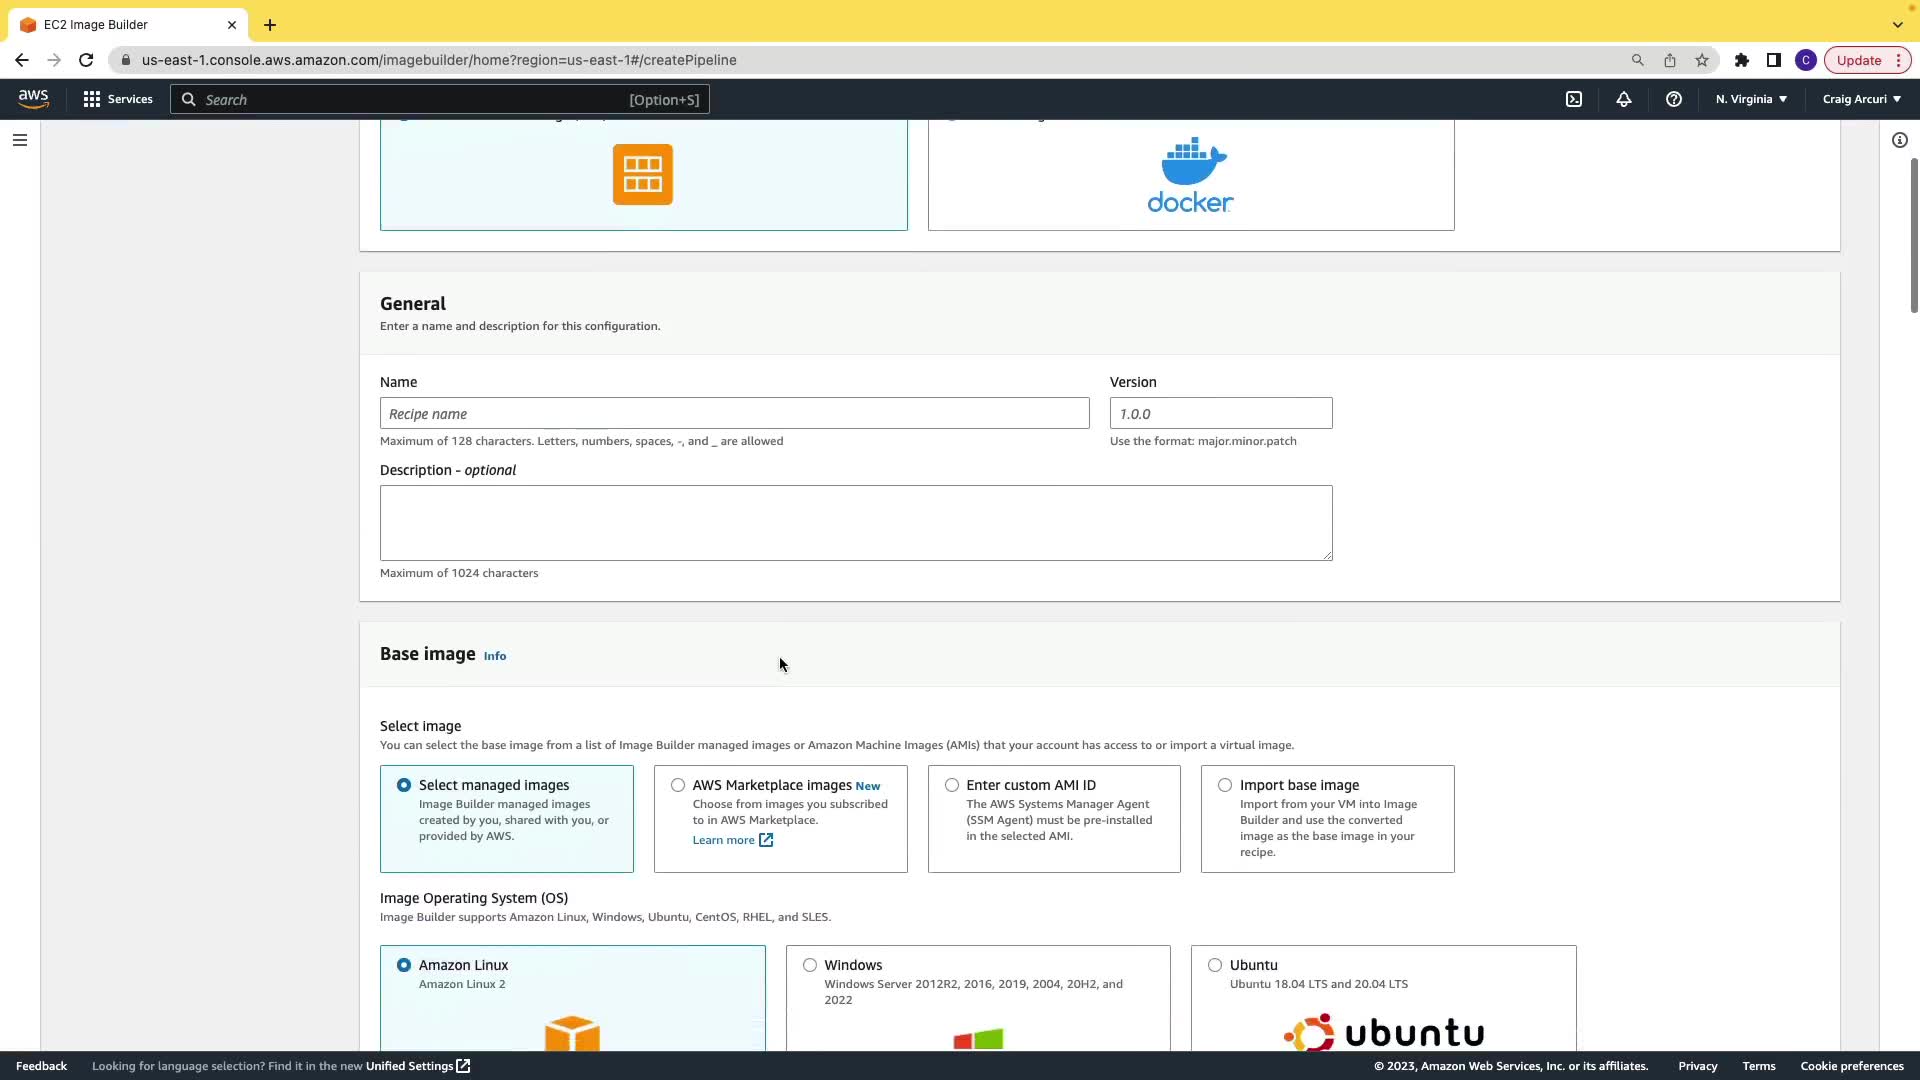 EC2 Image Builder
us-east-1.console.aws.amazon.com/imagebuilder/home?region=us-east-1#/createPipeline
C
Update
aws
Services
Search
[Option+S]
N. Virginia
Craig Arcuri
docker
General
Enter a name and description for this configuration.
Name
Version
Recipe name
1.0.0
Maximum of 128 characters. Letters, numbers, spaces, -, and _ are allowed
Use the format: major.minor.patch
Description - optional
Maximum of 1024 characters
Base image Info
Select image
You can select the base image from a list of Image Builder managed images or Amazon Machine Images (AMIs) that your account has access to or import a virtual image.
Select managed images
Image Builder managed images
created by you, shared with you, or
provided by AWS.
AWS Marketplace images New
Choose from images you subscribed
to in AWS Marketplace.
Learn more
Enter custom AMI ID
The AWS Systems Manager Agent
(SSM Agent) must be pre-installed
in the selected AMI.
Import base image
Import from your VM into Image
Builder and use the converted
image as the base image in your
recipe.
Image Operating System (OS)
Image Builder supports Amazon Linux, Windows, Ubuntu, CentOS, RHEL, and SLES.
Amazon Linux
Amazon Linux 2
Windows
Windows Server 2012R2, 2016, 2019, 2004, 20H2, and
2022
Ubuntu
Ubuntu 18.04 LTS and 20.04 LTS
ubuntu
Feedback
Looking for language selection? Find it in the new Unified Settings
© 2023, Amazon Web Services, Inc. or its affiliates.
Privacy
Terms
Cookie preferences